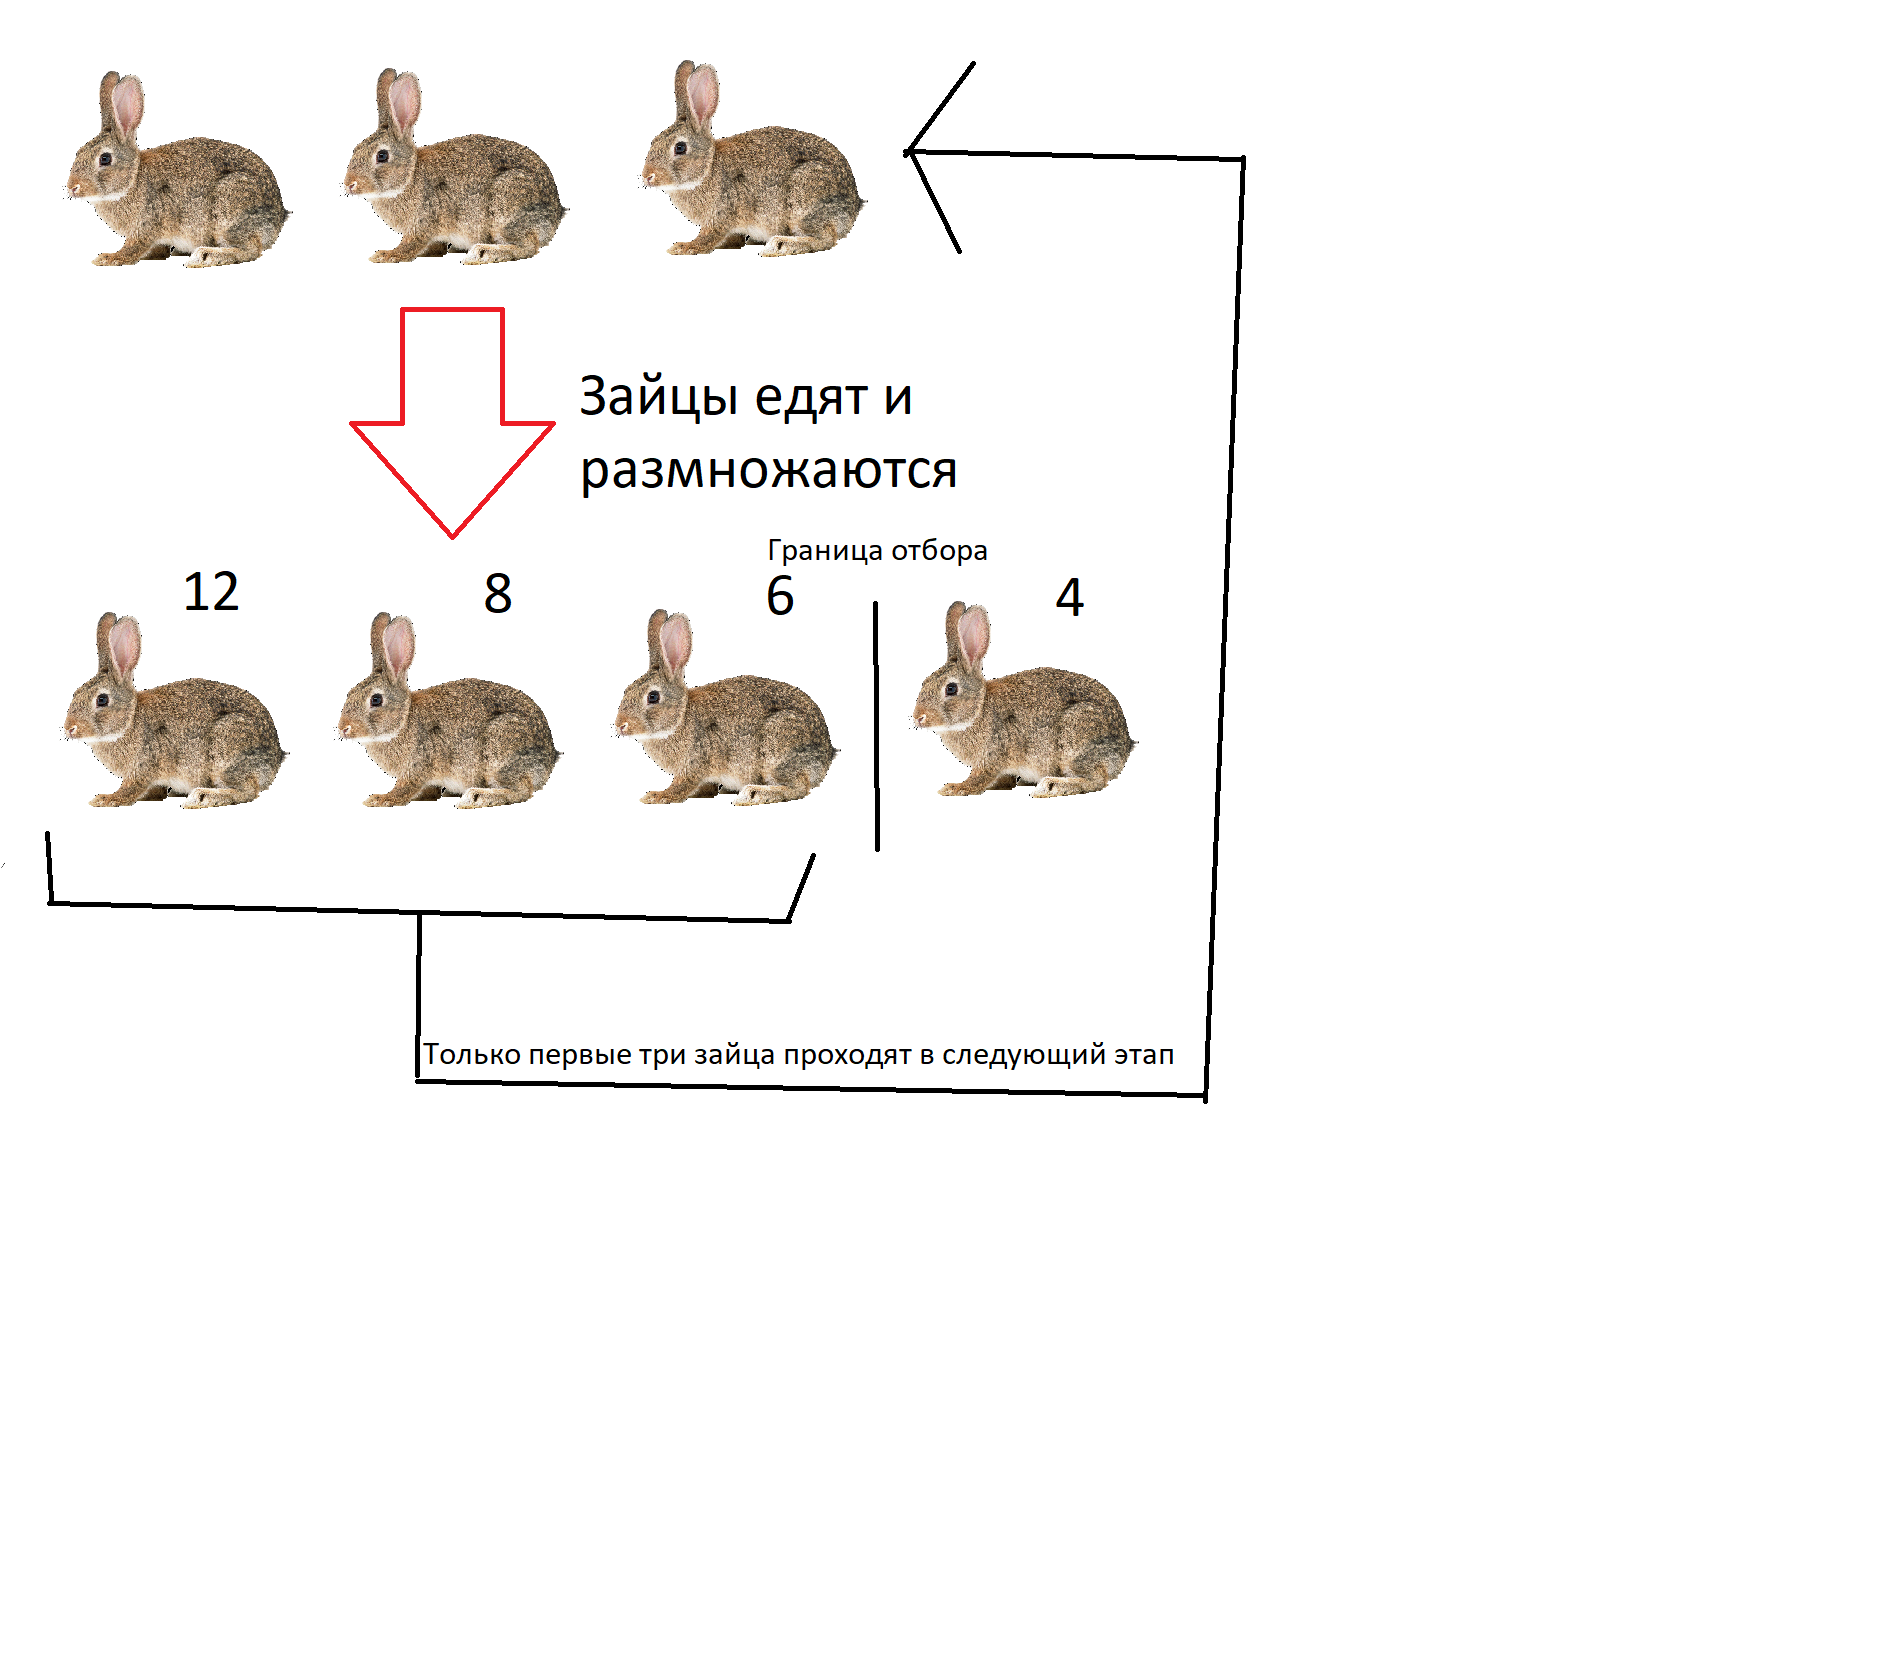 Зайцы едят и
размножаются
Граница отбора
12
8
6
4
Только первые три зайца проходят в следующий этап